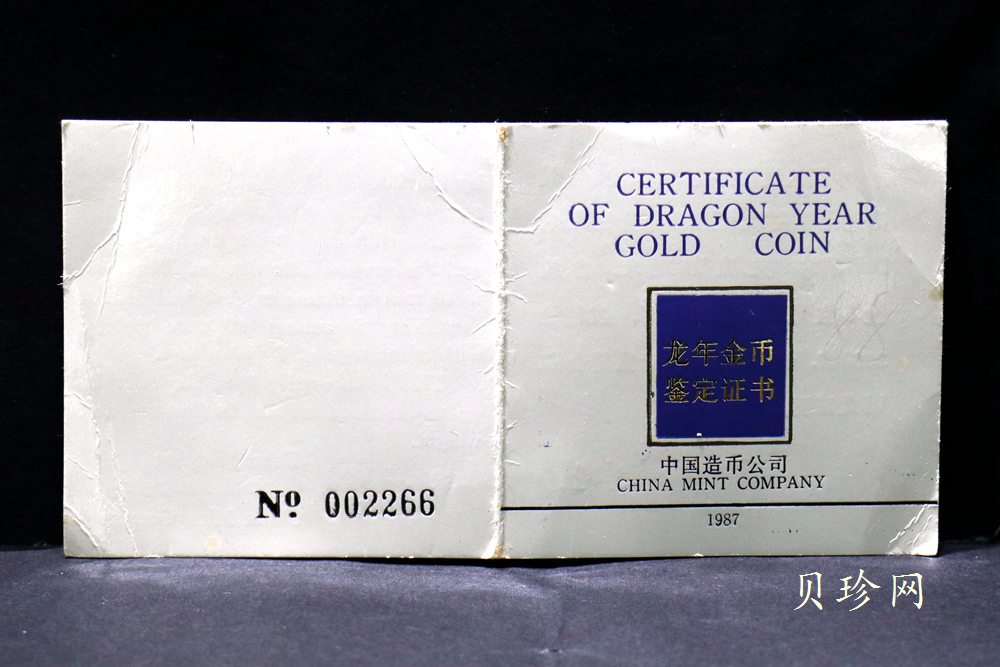 No. 002266
CERTIFICATE
OF DRAGON YEAR
GOLD COIN
88
龙年金币
鉴定证书
中国造币公司
CHINA MINT COMPANY
1987
贝珍网